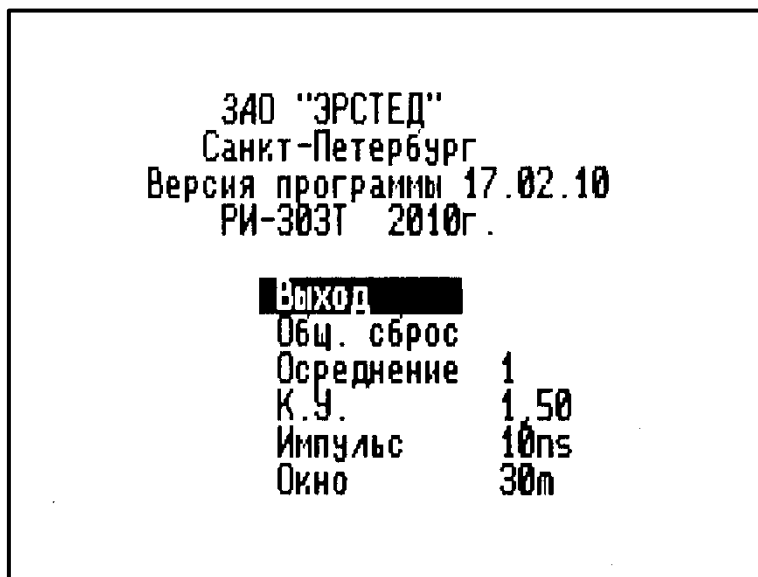 ЗАО "ЭРСТЕД"
Санкт-Петербург
Версия программы 17.02.10
РИ-303Т 2010г.
Выход
Общ. сброс
Осреднение 1
К.У. 1,50
Импульс 10ns
Окно 30m